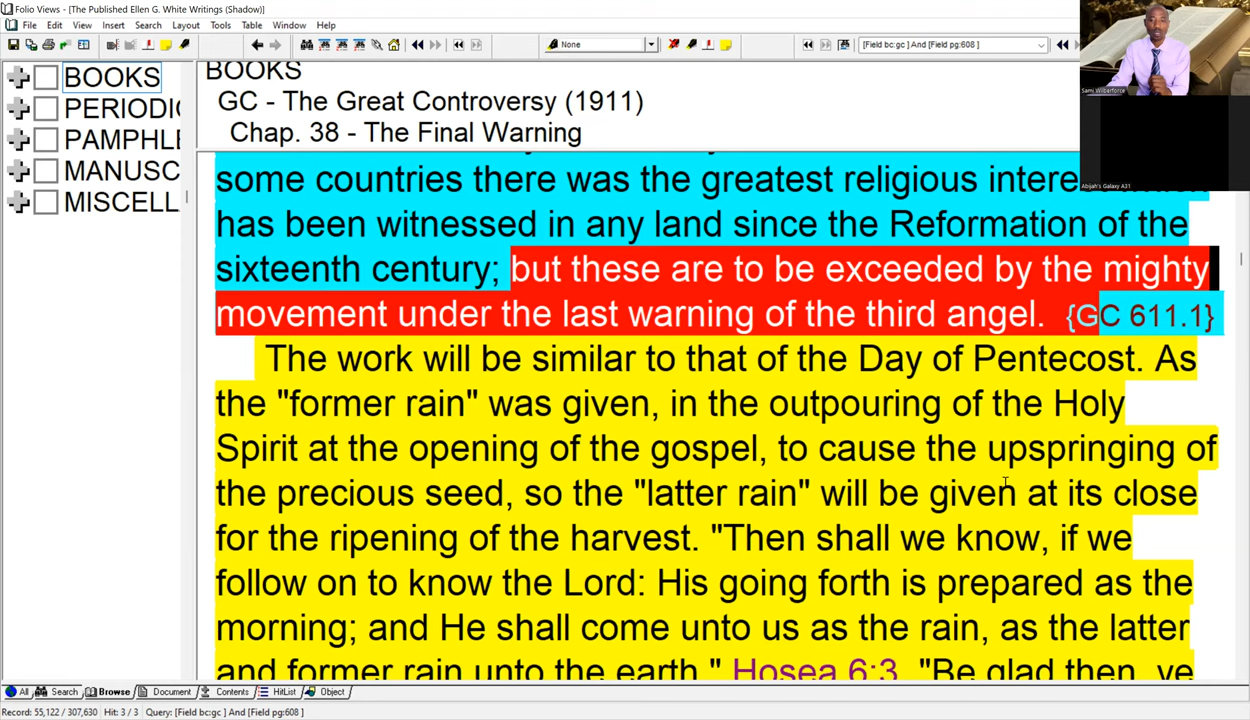 Folio Views - [The Published Ellen G. White Writings (Shadow)]
File Edit View Insert Search Layout Tools Table Window Help
None
[Field bc:gc ] And [Field pg:608 ]
BOOKS
PERIODIC
PAMPHLE
MANUSC
MISCELL
BOOKS
GC - The Great Controversy (1911)
Chap. 38 - The Final Warning
Sami Wilberforce
Abijah's Galaxy A31
some countries there was the greatest religious
has been witnessed in any land since the Reformation of the
sixteenth century; but these are to be exceeded by the mighty
movement under the last warning of the third angel. {GC 611.1}
The work will be similar to that of the Day of Pentecost. As
the "former rain" was given, in the outpouring of the Holy
Spirit at the opening of the gospel, to cause the upspringing of
the precious seed, so the "latter rain" will be given at its close
for the ripening of the harvest. "Then shall we know, if we
follow on to know the Lord: His going forth is prepared as the
morning; and He shall come unto us as the rain, as the latter
and former rain unto the earth." Hosea 6:3. "Be glad then, ye
All Search Browse Document Contents HitList Object
Record: 55,122 / 307,630 Hit: 3 / 3 Query: [Field bc:gc ] And [Field pg:608 ]